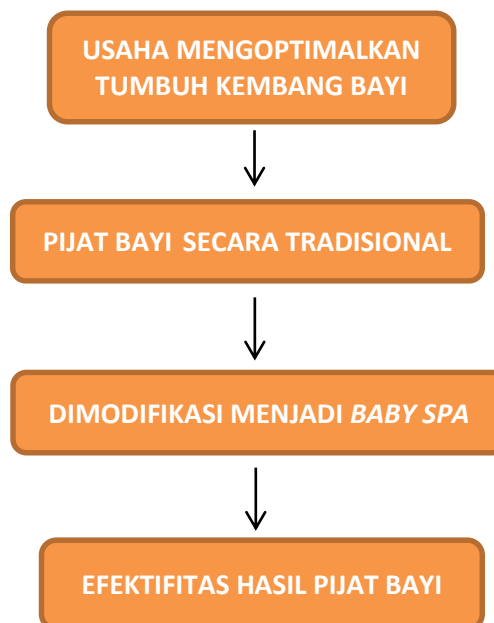 USAHA MENGOPTIMALKAN
TUMBUH KEMBANG BAYI
PIJAT BAYI SECARA TRADISIONAL
DIMODIFIKASI MENJADI BABY SPA
EFEKTIFITAS HASIL PIJAT BAYI